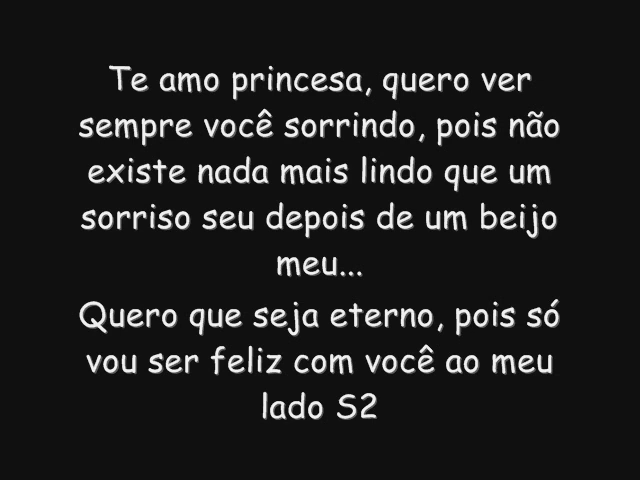 Te amo princesa, quero ver
sempre você sorrindo, pois não
existe nada mais lindo que um
sorriso seu depois de um beijo
meu...
Quero que seja eterno, pois só
vou ser feliz com você ao meu
lado S2